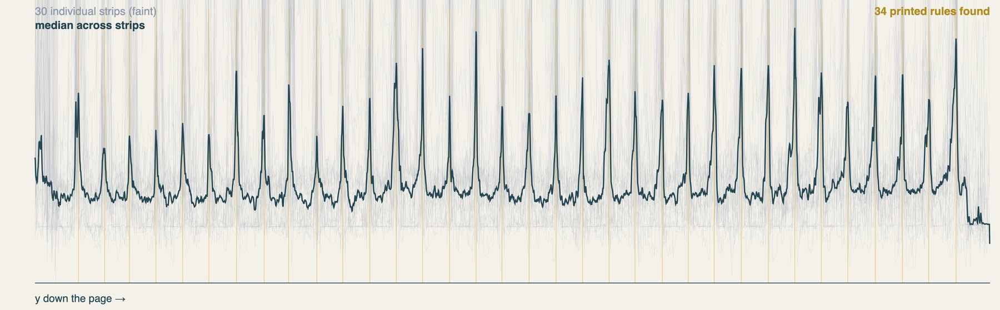 30 individual strips (faint)
34 printed rules found
median across strips
y down the page →